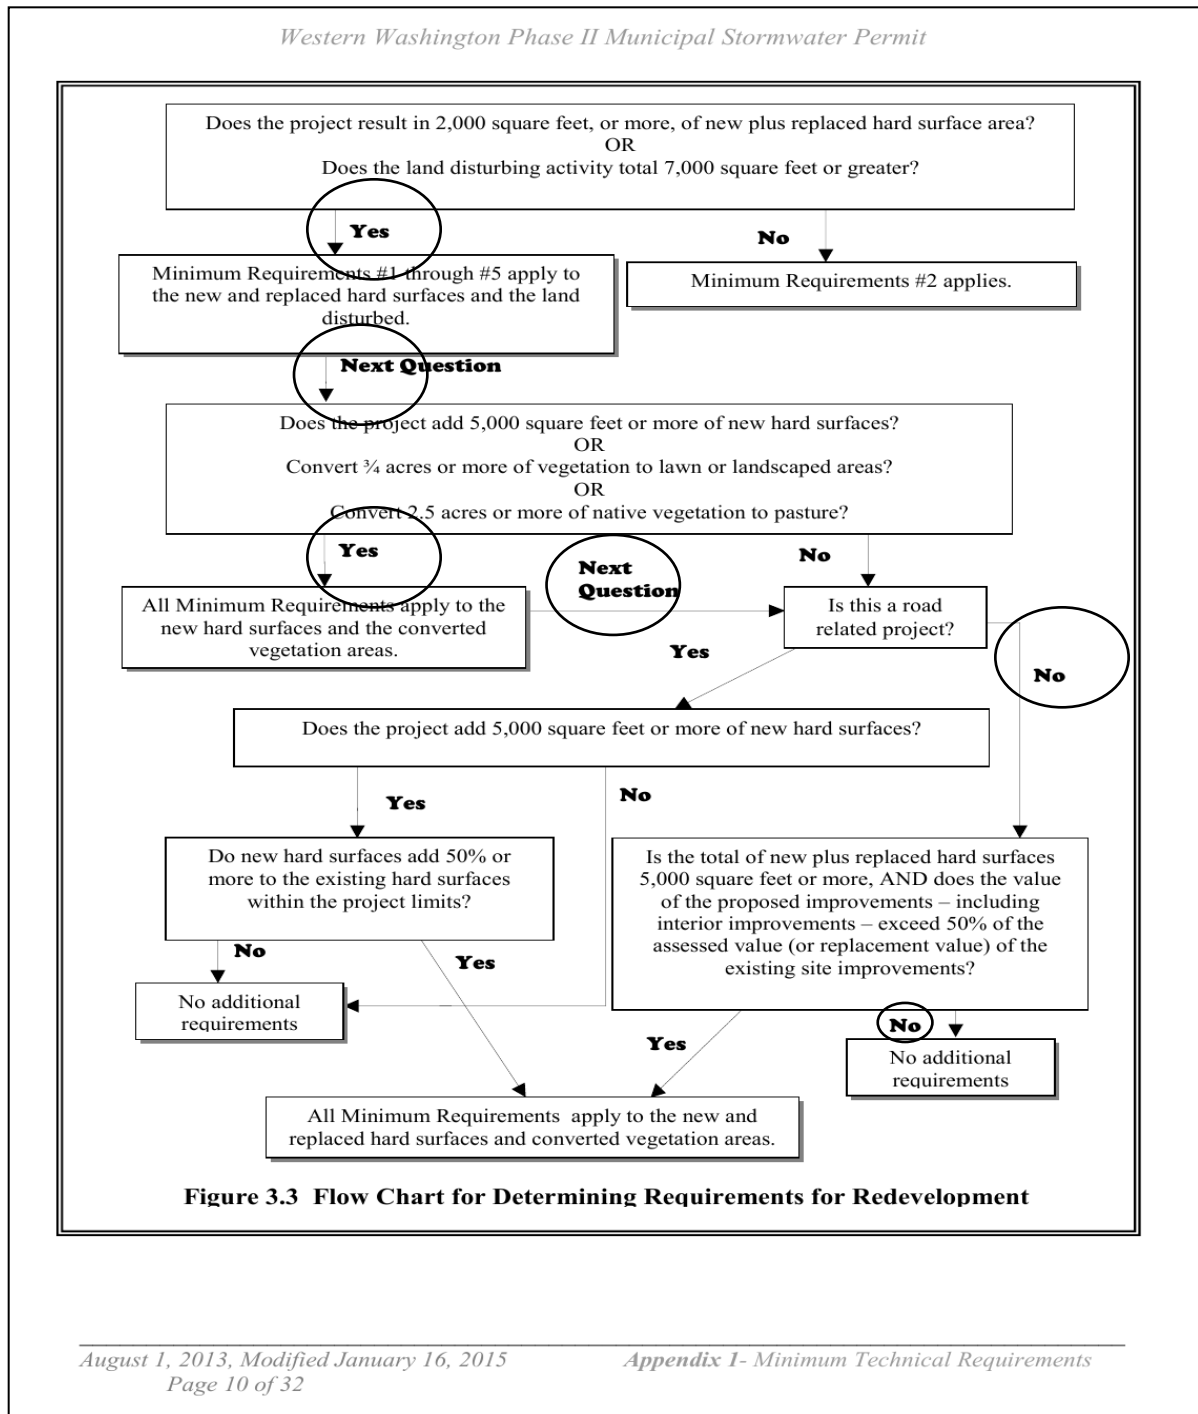 Western Washington Phase II Municipal Stormwater Permit
Does the project result in 2,000 square feet, or more, of new plus replaced hard surface area?
OR
Does the land disturbing activity total 7,000 square feet or greater?
Yes
No
Minimum Requirements #1 through #5 apply to
the new and replaced hard surfaces and the land
disturbed.
Minimum Requirements #2 applies.
Next Question
Does the project add 5,000 square feet or more of new hard surfaces?
OR
Convert ¾ acres or more of vegetation to lawn or landscaped areas?
OR
Convert 2.5 acres or more of native vegetation to pasture?
Yes
Next
Question
No
All Minimum Requirements apply to the
new hard surfaces and the converted
vegetation areas.
Is this a road
related project?
Yes
No
Does the project add 5,000 square feet or more of new hard surfaces?
Yes
No
Do new hard surfaces add 50% or
more to the existing hard surfaces
within the project limits?
Is the total of new plus replaced hard surfaces
5,000 square feet or more, AND does the value
of the proposed improvements – including
interior improvements – exceed 50% of the
assessed value (or replacement value) of the
existing site improvements?
No
Yes
No additional
requirements
Yes
No
No additional
requirements
All Minimum Requirements apply to the new and
replaced hard surfaces and converted vegetation areas.
Figure 3.3 Flow Chart for Determining Requirements for Redevelopment
August 1, 2013, Modified January 16, 2015
Appendix 1- Minimum Technical Requirements
Page 10 of 32